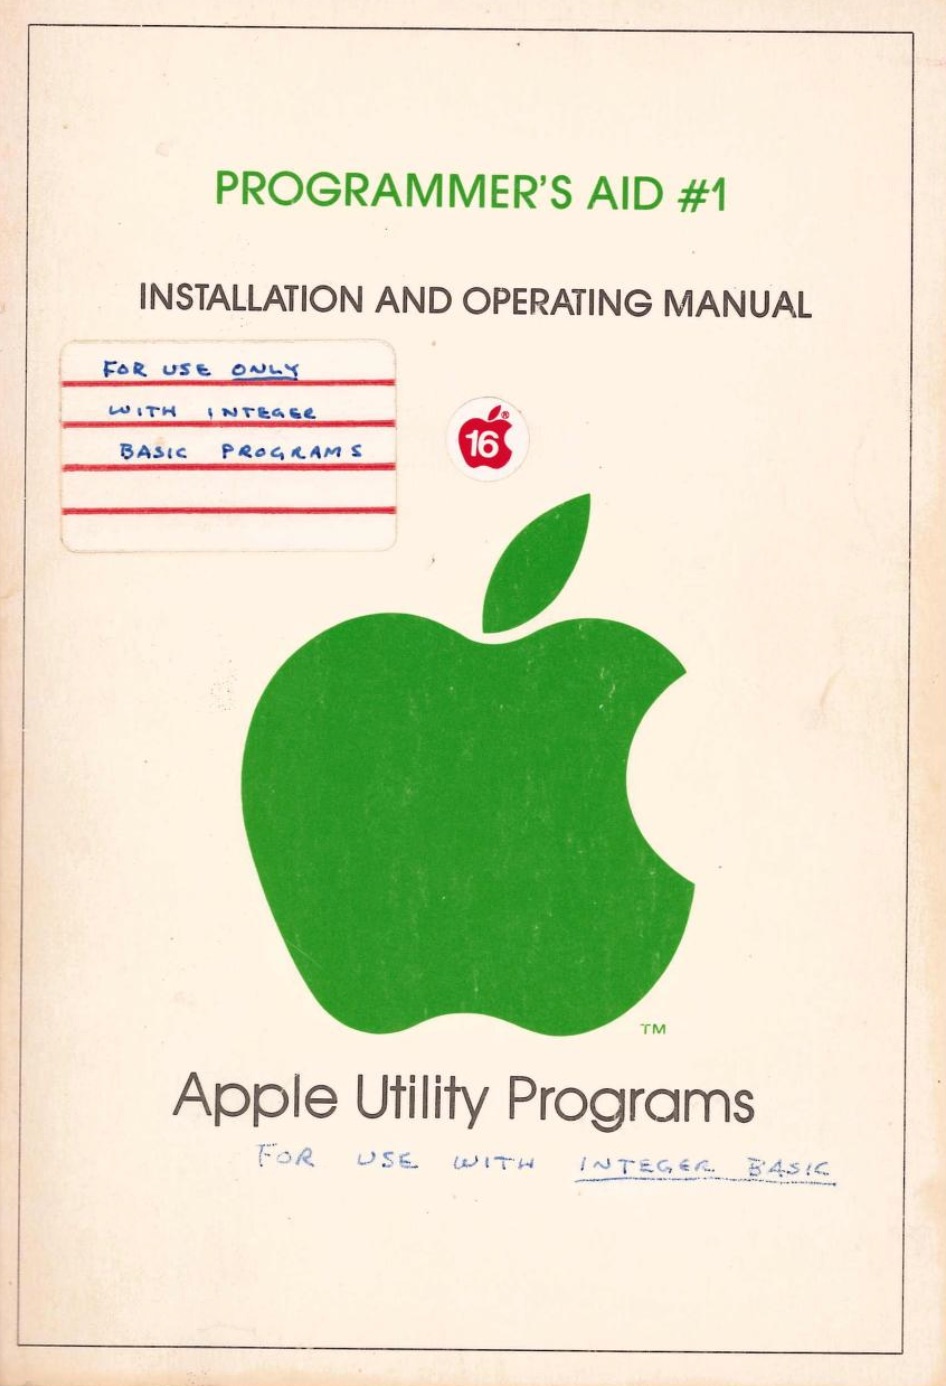 PROGRAMMER'S AID #1
INSTALLATION AND OPERATING MANUAL
FOR USE ONLY
WITH INTEGER
BASIC PROGRAMS
®
16
TM
Apple Utility Programs
FOR USE WITH INTEGER BASIC